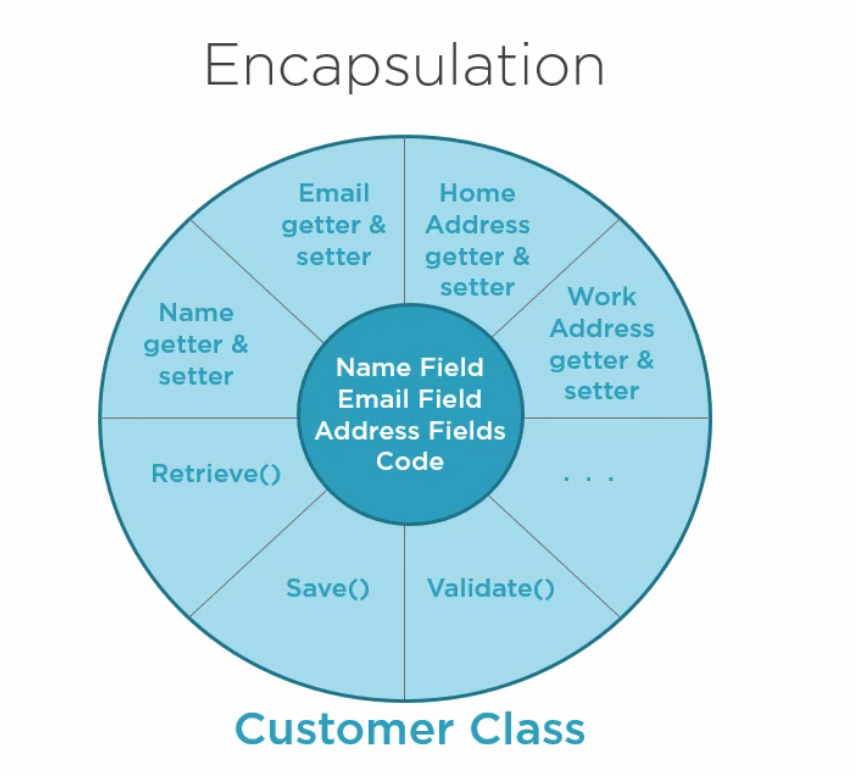 Encapsulation
Email
getter &
setter
Home
Address
getter &
setter
Name
getter &
setter
Work
Address
getter &
setter
Name Field
Email Field
Address Fields
Code
Retrieve()
. . .
Save()
Validate()
Customer Class